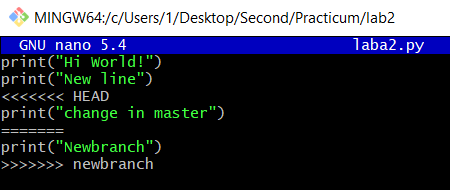 MINGW64:/c/Users/1/Desktop/Second/Practicum/lab2
GNU nano 5.4 laba2.py
print("Hi World!")
print("New line")
<<<<<<< HEAD
print("change in master")
=======
print("Newbranch")
>>>>>>> newbranch